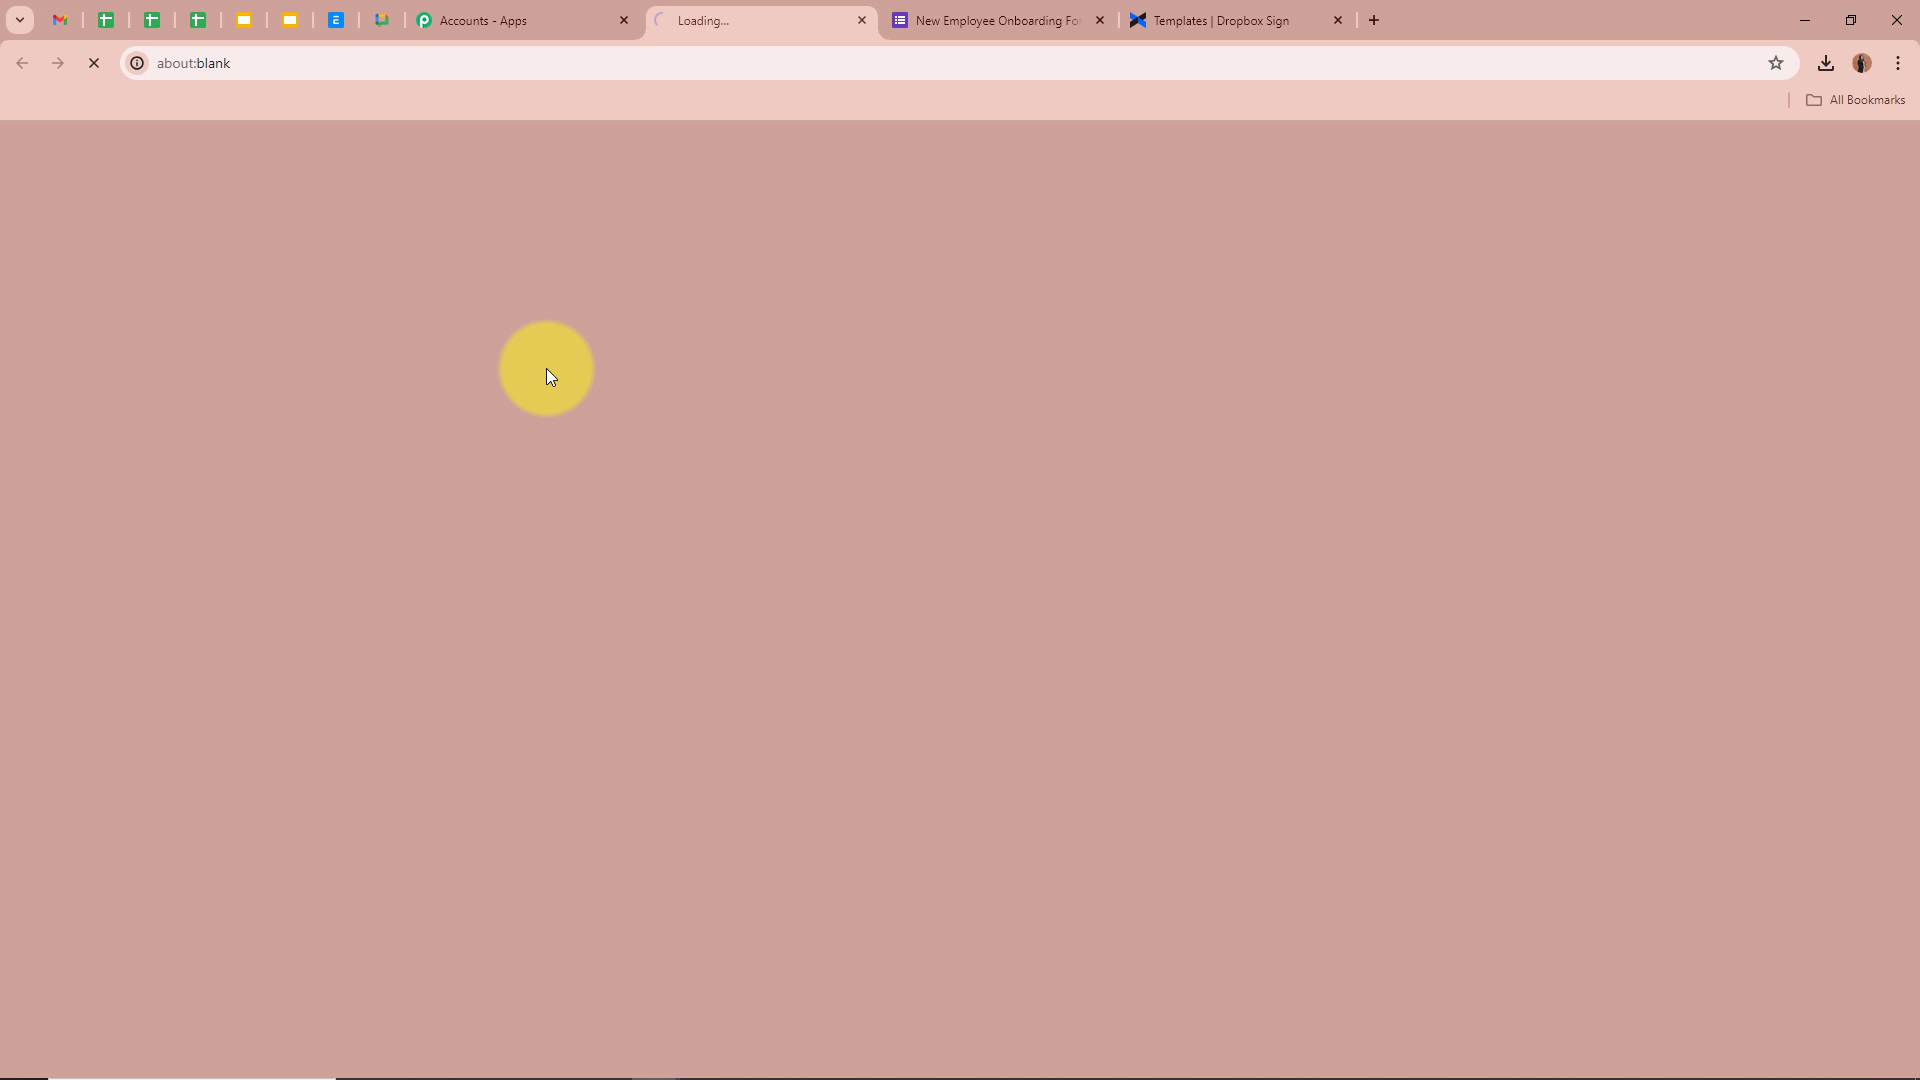 Accounts - Apps
Loading...
New Employee Onboarding For
Templates | Dropbox Sign
about:blank
All Bookmarks